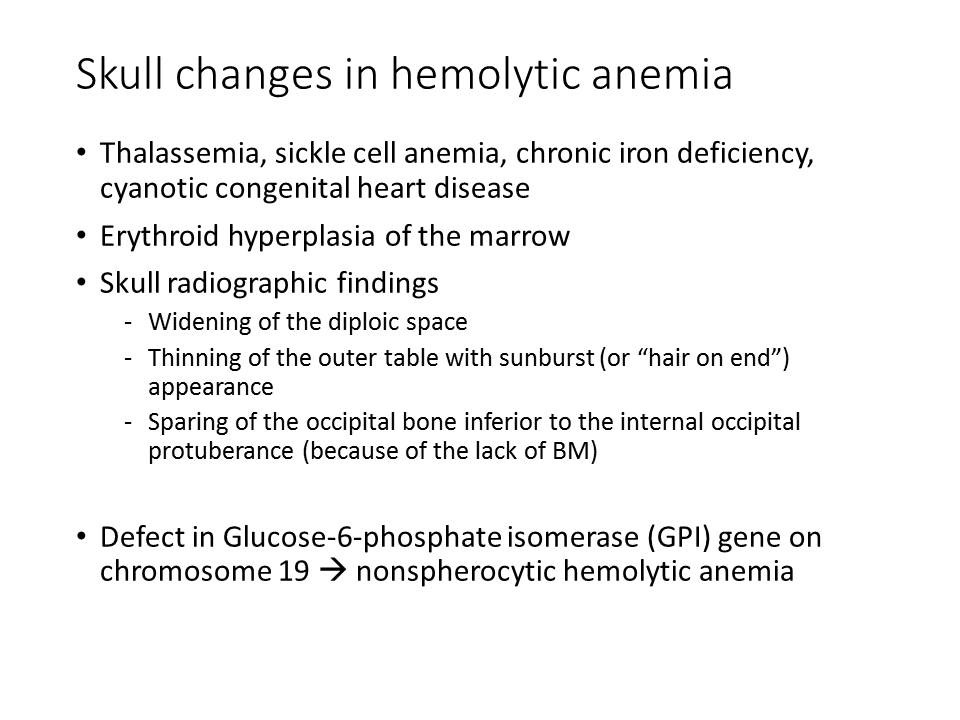 Skull changes in hemolytic anemia
• Thalassemia, sickle cell anemia, chronic iron deficiency,
cyanotic congenital heart disease
• Erythroid hyperplasia of the marrow
• Skull radiographic findings
- Widening of the diploic space
- Thinning of the outer table with sunburst (or “hair on end”)
appearance
- Sparing of the occipital bone inferior to the internal occipital
protuberance (because of the lack of BM)
• Defect in Glucose-6-phosphate isomerase (GPI) gene on
chromosome 19 → nonspherocytic hemolytic anemia